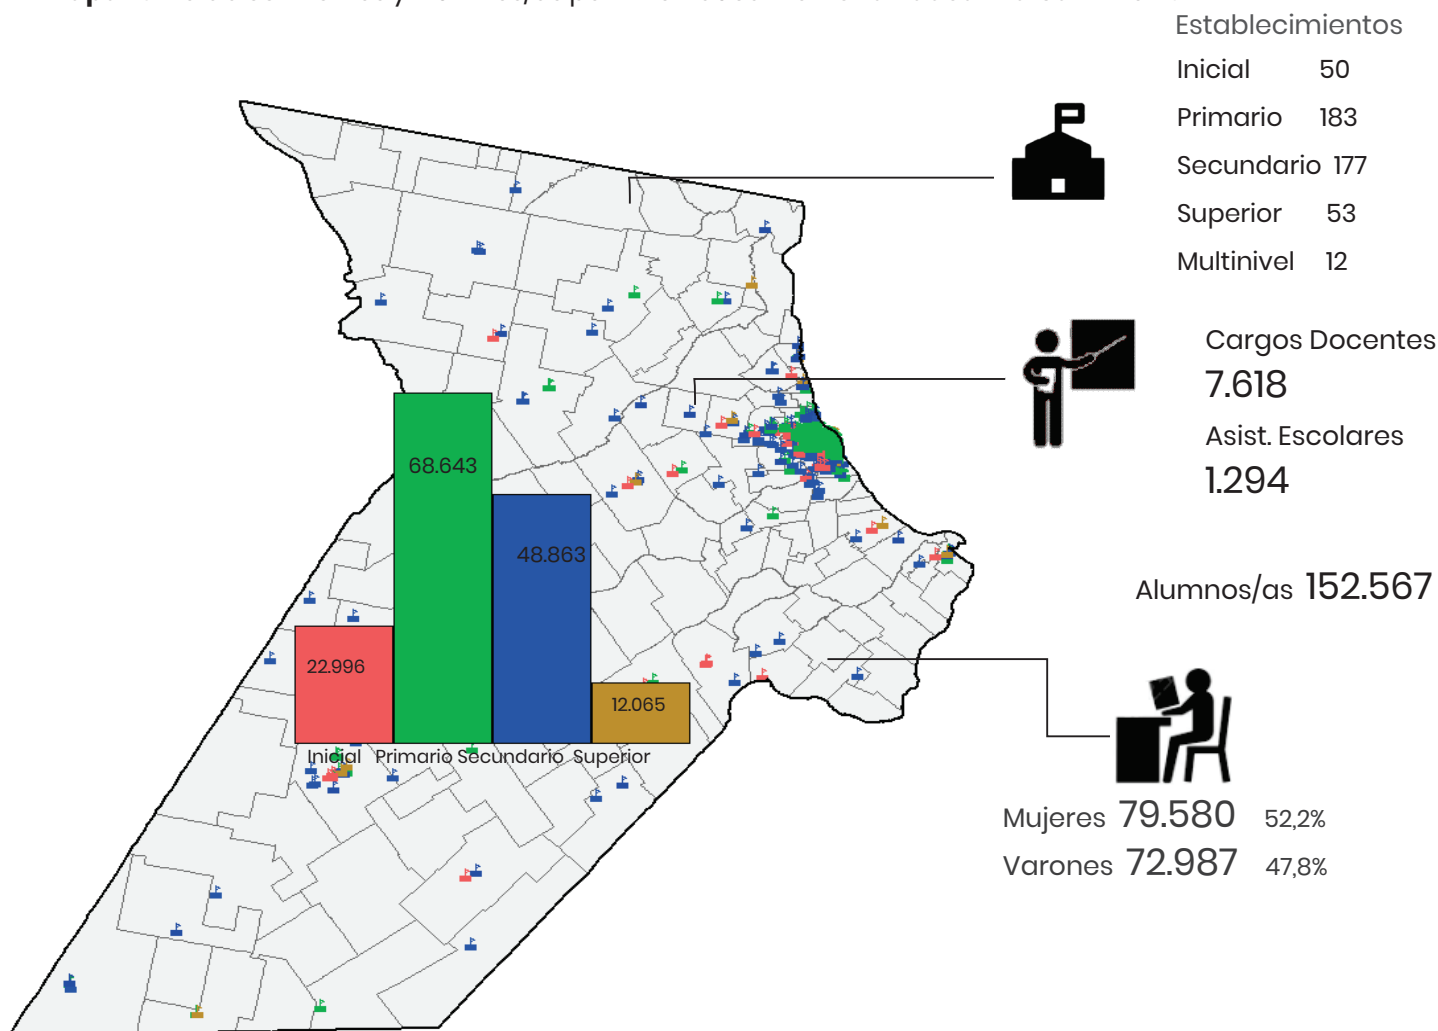 Establecimientos
Inicial 50
Primario 183
Secundario 177
Superior 53
Multinivel 12
Cargos Docentes
7.618
Asist. Escolares
1.294
Alumnos/as 152.567
Mujeres 79.580 52,2%
Varones 72.987 47,8%
68.643
48.863
22.996
12.065
Inicial Primario Secundario Superior